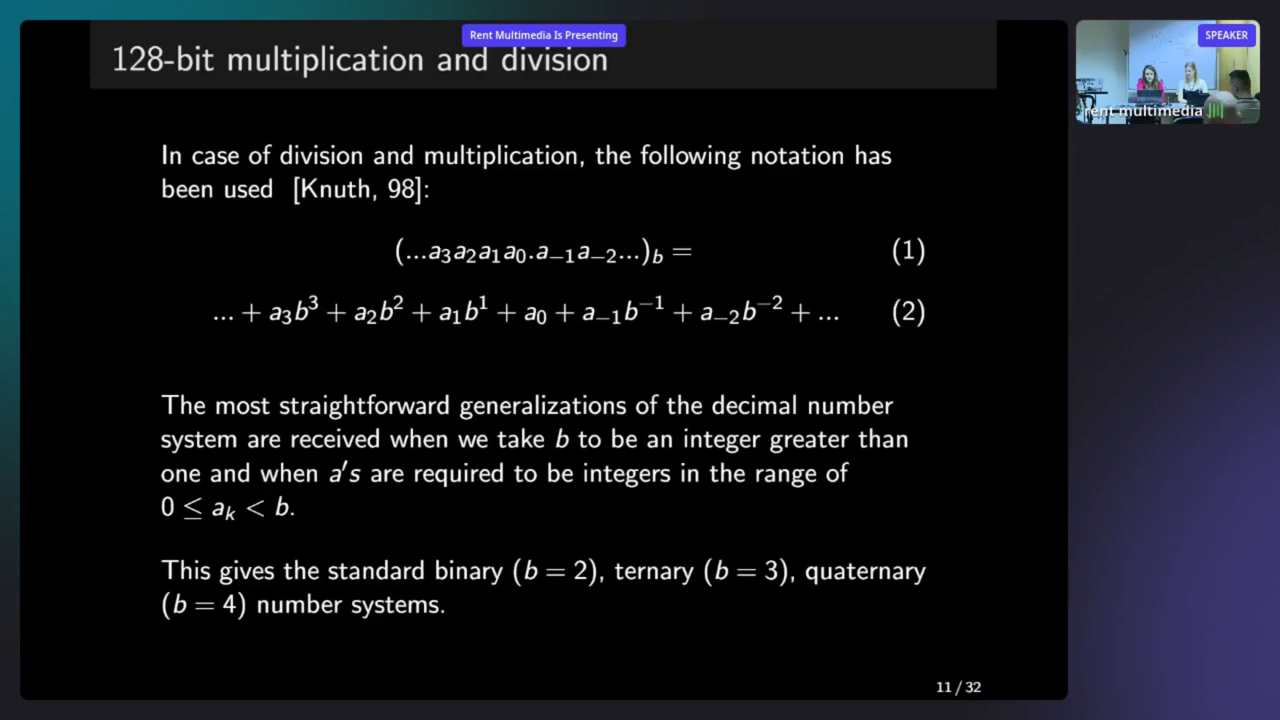 Rent Multimedia Is Presenting
128-bit multiplication and division
SPEAKER
rent multimedia
In case of division and multiplication, the following notation has
been used [Knuth, 98]:
(...a₃a₂a₁a₀.a₋₁a₋₂...)_b = (1)
... + a₃b³ + a₂b² + a₁b¹ + a₀ + a₋₁b⁻¹ + a₋₂b⁻² + ... (2)
The most straightforward generalizations of the decimal number
system are received when we take b to be an integer greater than
one and when a's are required to be integers in the range of
0 ≤ aₖ < b.
This gives the standard binary (b = 2), ternary (b = 3), quaternary
(b = 4) number systems.
11 / 32